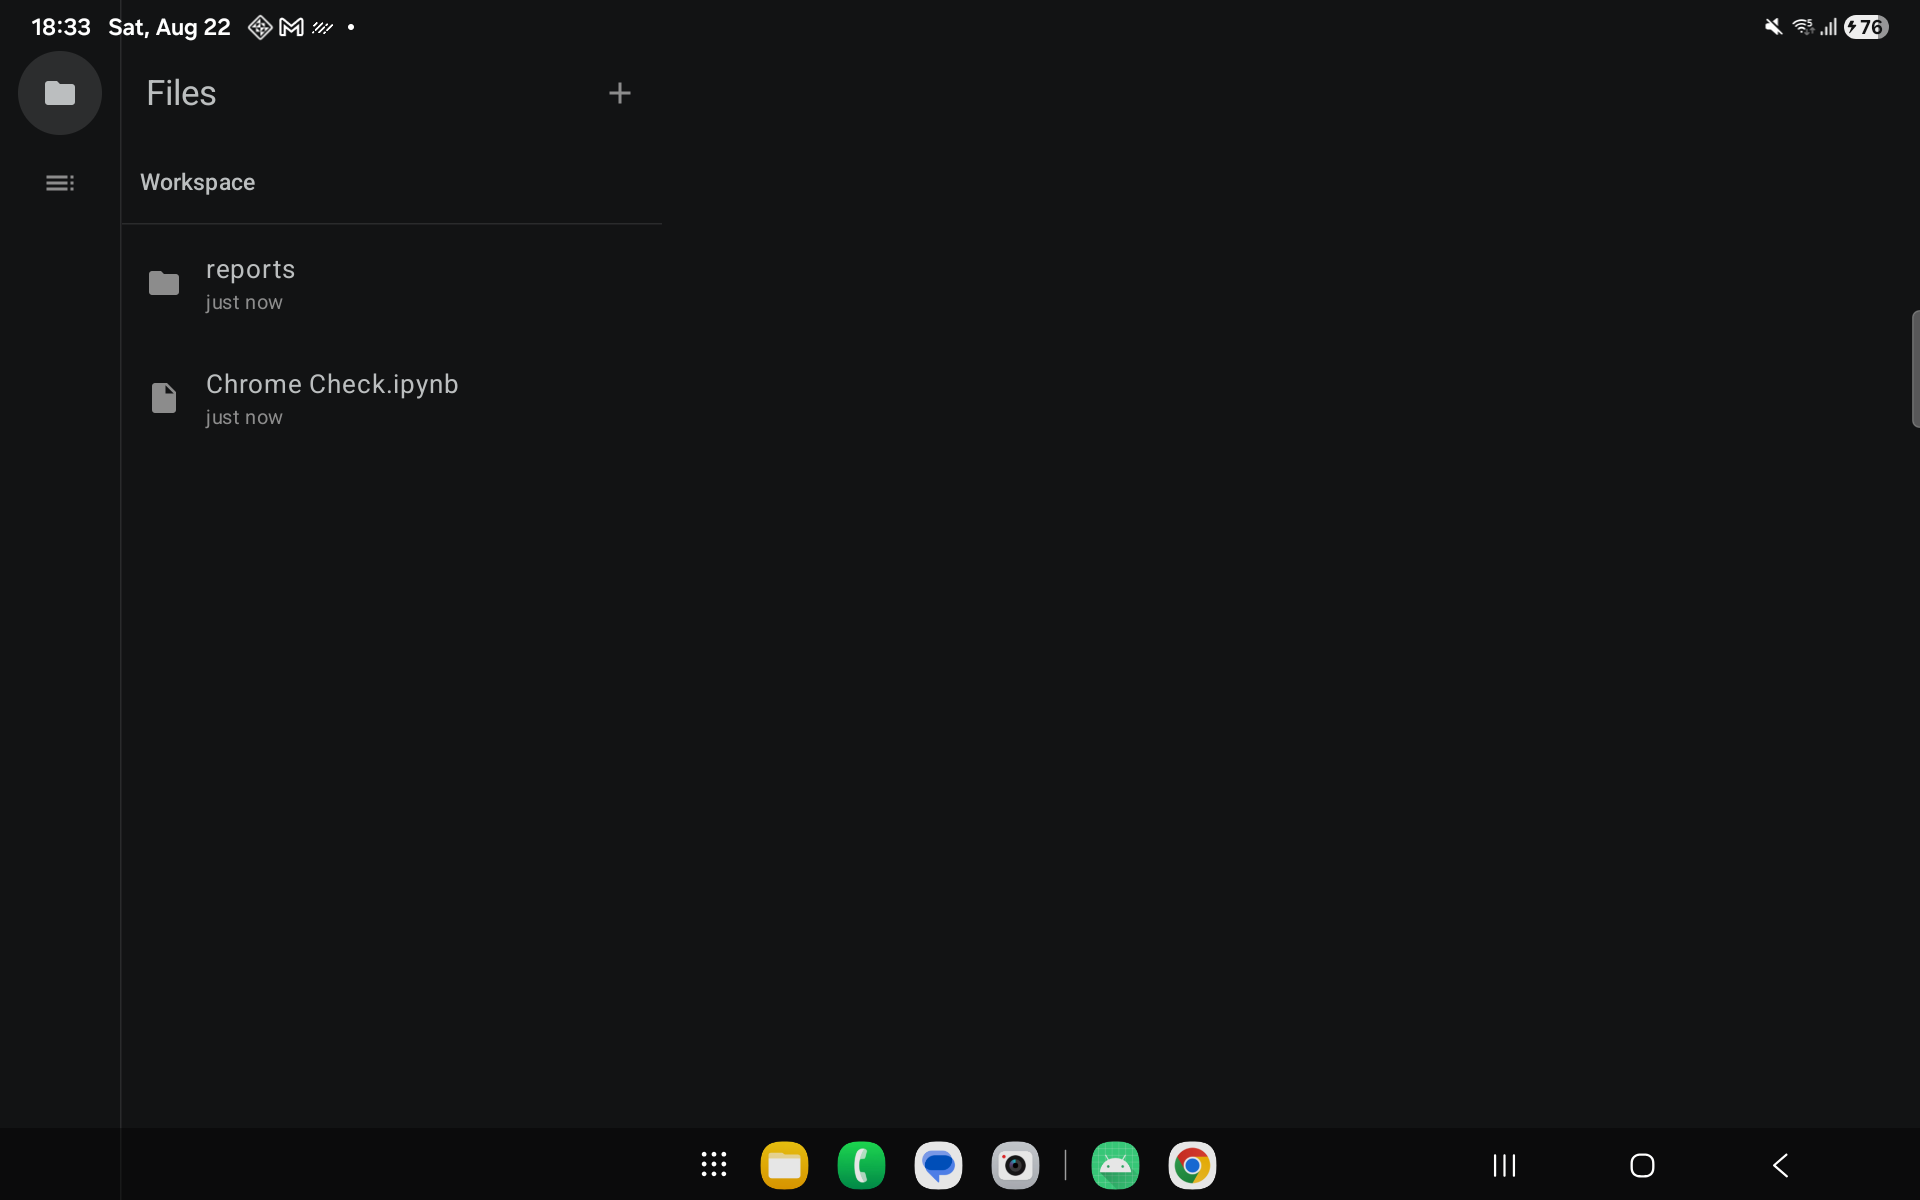 18:33 Sat, Aug 22
76
Files
Workspace
reports
just now
Chrome Check.ipynb
just now